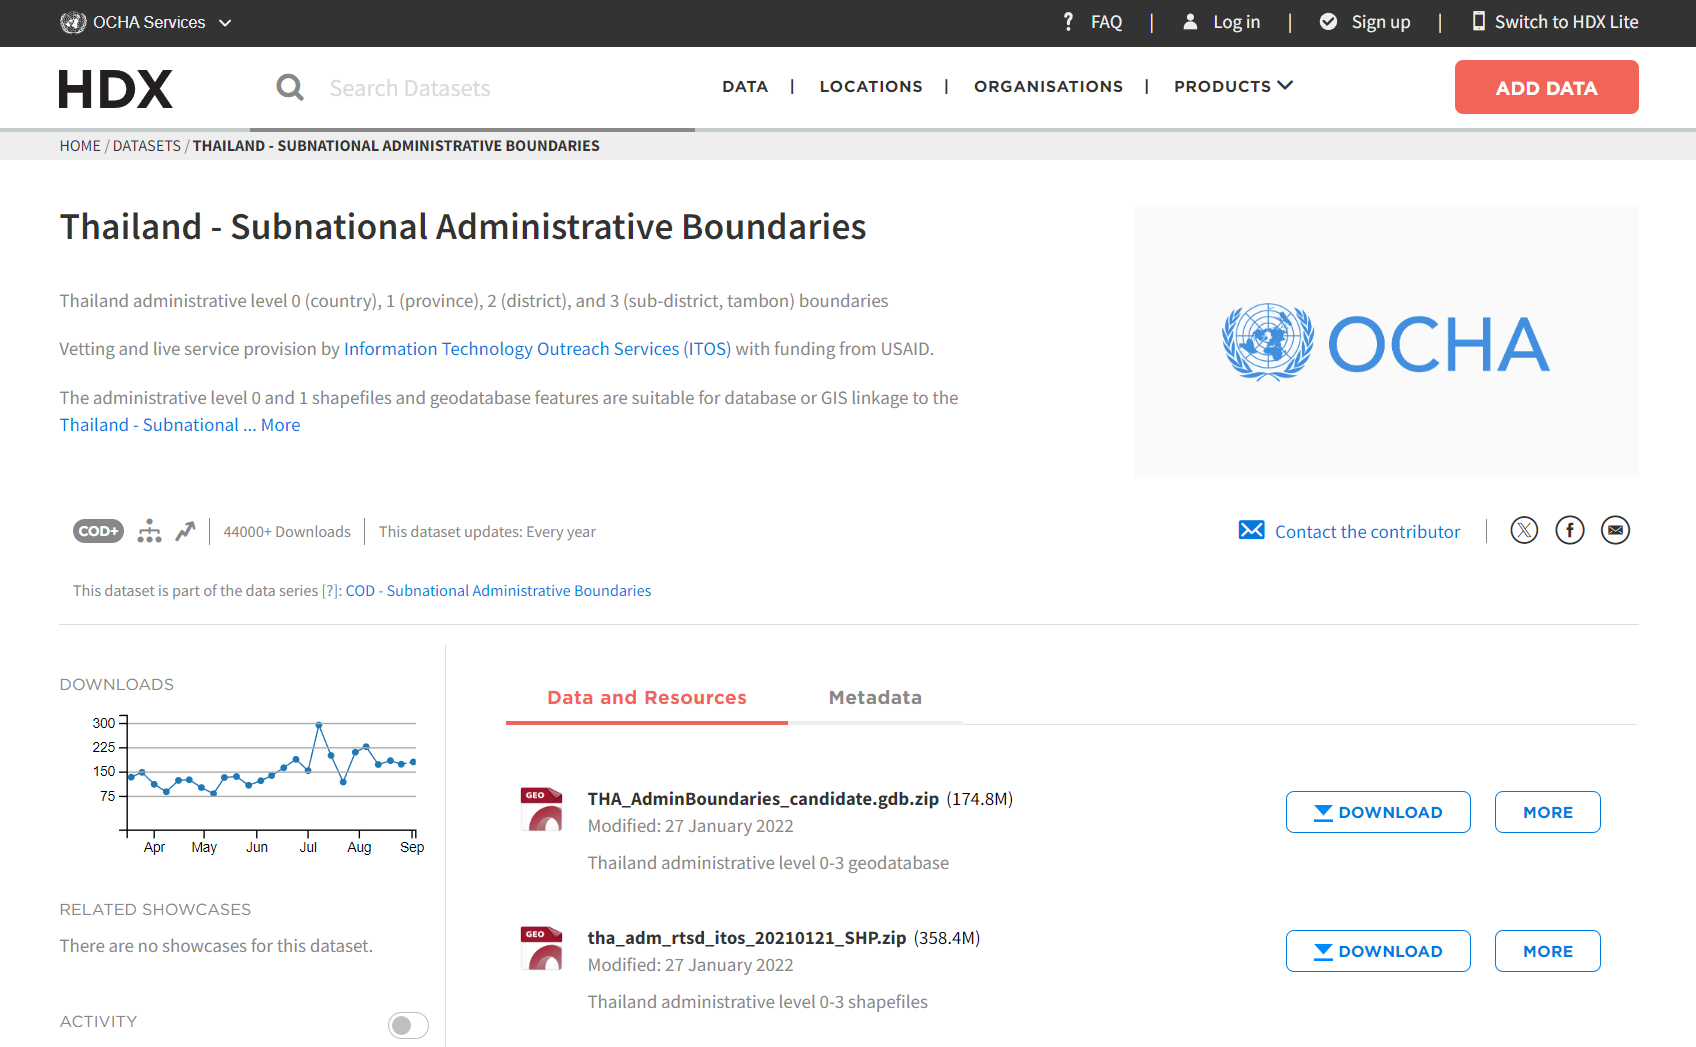 OCHA Services
FAQ | Log in | Sign up | Switch to HDX Lite
HDX
Search Datasets
DATA | LOCATIONS | ORGANISATIONS | PRODUCTS
ADD DATA
HOME / DATASETS / THAILAND - SUBNATIONAL ADMINISTRATIVE BOUNDARIES
Thailand - Subnational Administrative Boundaries
Thailand administrative level 0 (country), 1 (province), 2 (district), and 3 (sub-district, tambon) boundaries
Vetting and live service provision by Information Technology Outreach Services (ITOS) with funding from USAID.
The administrative level 0 and 1 shapefiles and geodatabase features are suitable for database or GIS linkage to the
Thailand - Subnational ... More
OCHA
COD+
44000+ Downloads
This dataset updates: Every year
Contact the contributor
This dataset is part of the data series [?]: COD - Subnational Administrative Boundaries
DOWNLOADS
300
225
150
75
Apr May Jun Jul Aug Sep
RELATED SHOWCASES
There are no showcases for this dataset.
ACTIVITY
Data and Resources
Metadata
GEO
THA_AdminBoundaries_candidate.gdb.zip (174.8M)
Modified: 27 January 2022
Thailand administrative level 0-3 geodatabase
DOWNLOAD
MORE
GEO
tha_adm_rtsd_itos_20210121_SHP.zip (358.4M)
Modified: 27 January 2022
Thailand administrative level 0-3 shapefiles
DOWNLOAD
MORE